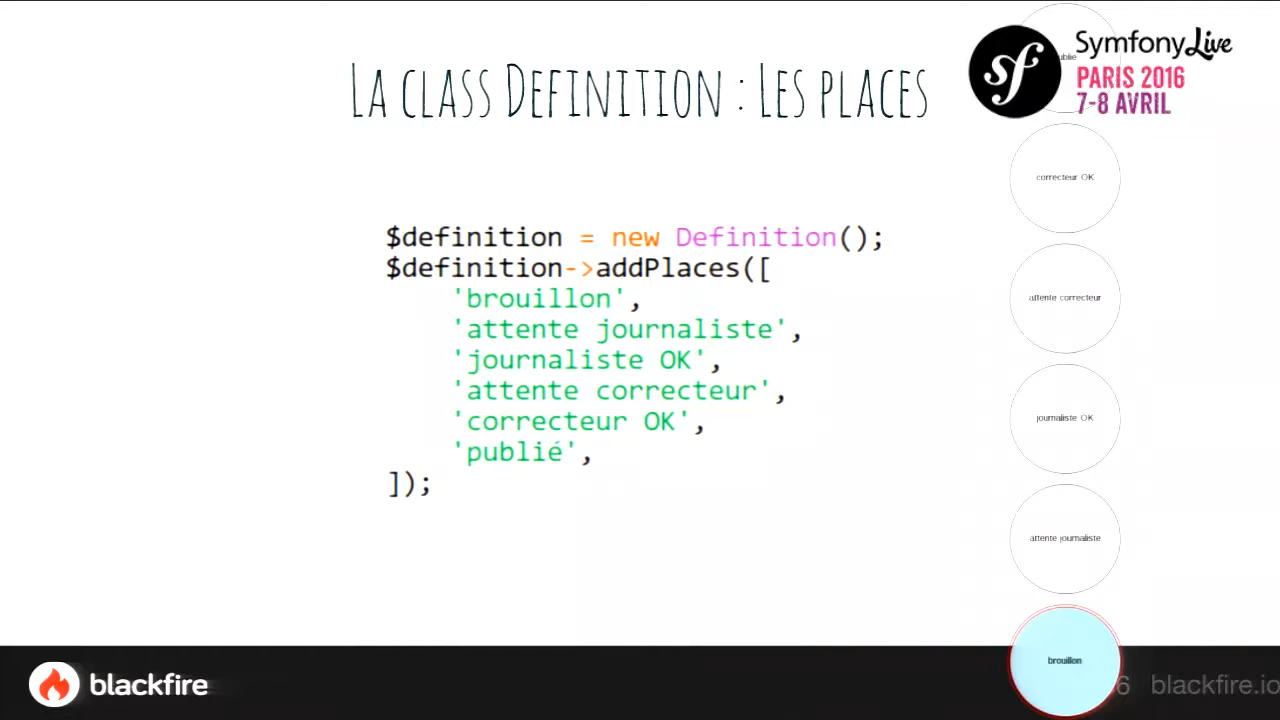 La class Definition : Les places
SymfonyLive
PARIS 2016
7-8 AVRIL
$definition = new Definition();
$definition->addPlaces([
'brouillon',
'attente journaliste',
'journaliste OK',
'attente correcteur',
'correcteur OK',
'publié',
]);
correcteur OK
attente correcteur
journaliste OK
attente journaliste
brouillon
blackfire
6 blackfire.io